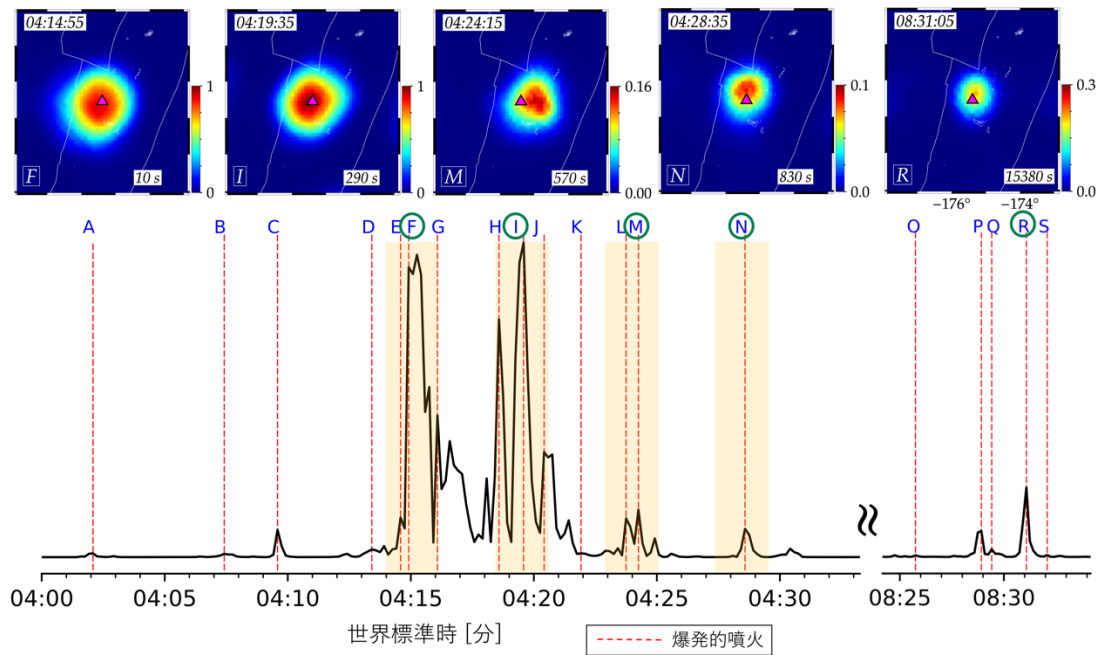 04:14:55 04:19:35 04:24:15 04:28:35 08:31:05
1 1 0.16 0.1 0.3
F 10 s 0 I 290 s 0 M 570 s 0.00 N 830 s 0.0 R 15380 s 0.0
−176° −174°
A B C D E F G H I J K L M N O P Q R S
04:00 04:05 04:10 04:15 04:20 04:25 04:30 08:25 08:30
世界標準時 [分]
爆発的噴火